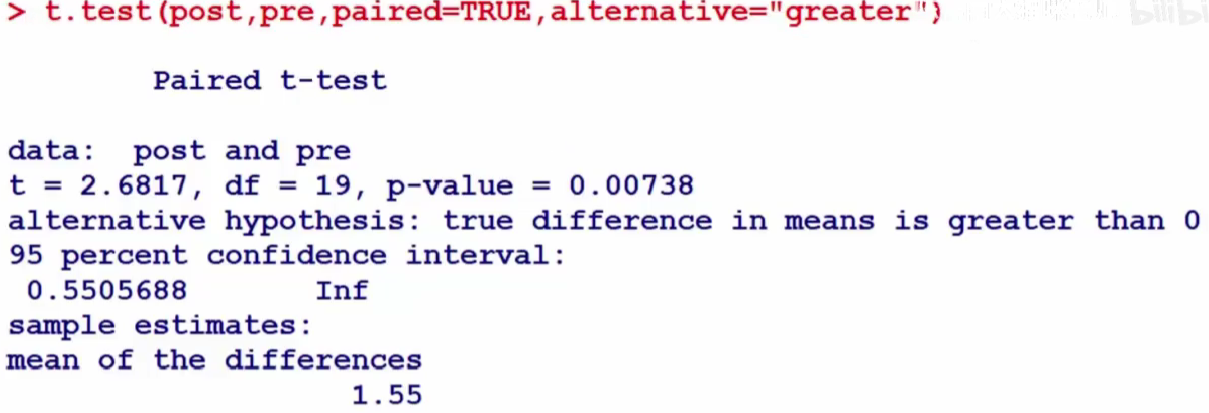 > t.test(post,pre,paired=TRUE,alternative="greater")
Paired t-test
data:  post and pre
t = 2.6817, df = 19, p-value = 0.00738
alternative hypothesis: true difference in means is greater than 0
95 percent confidence interval:
 0.5505688       Inf
sample estimates:
mean of the differences
                   1.55